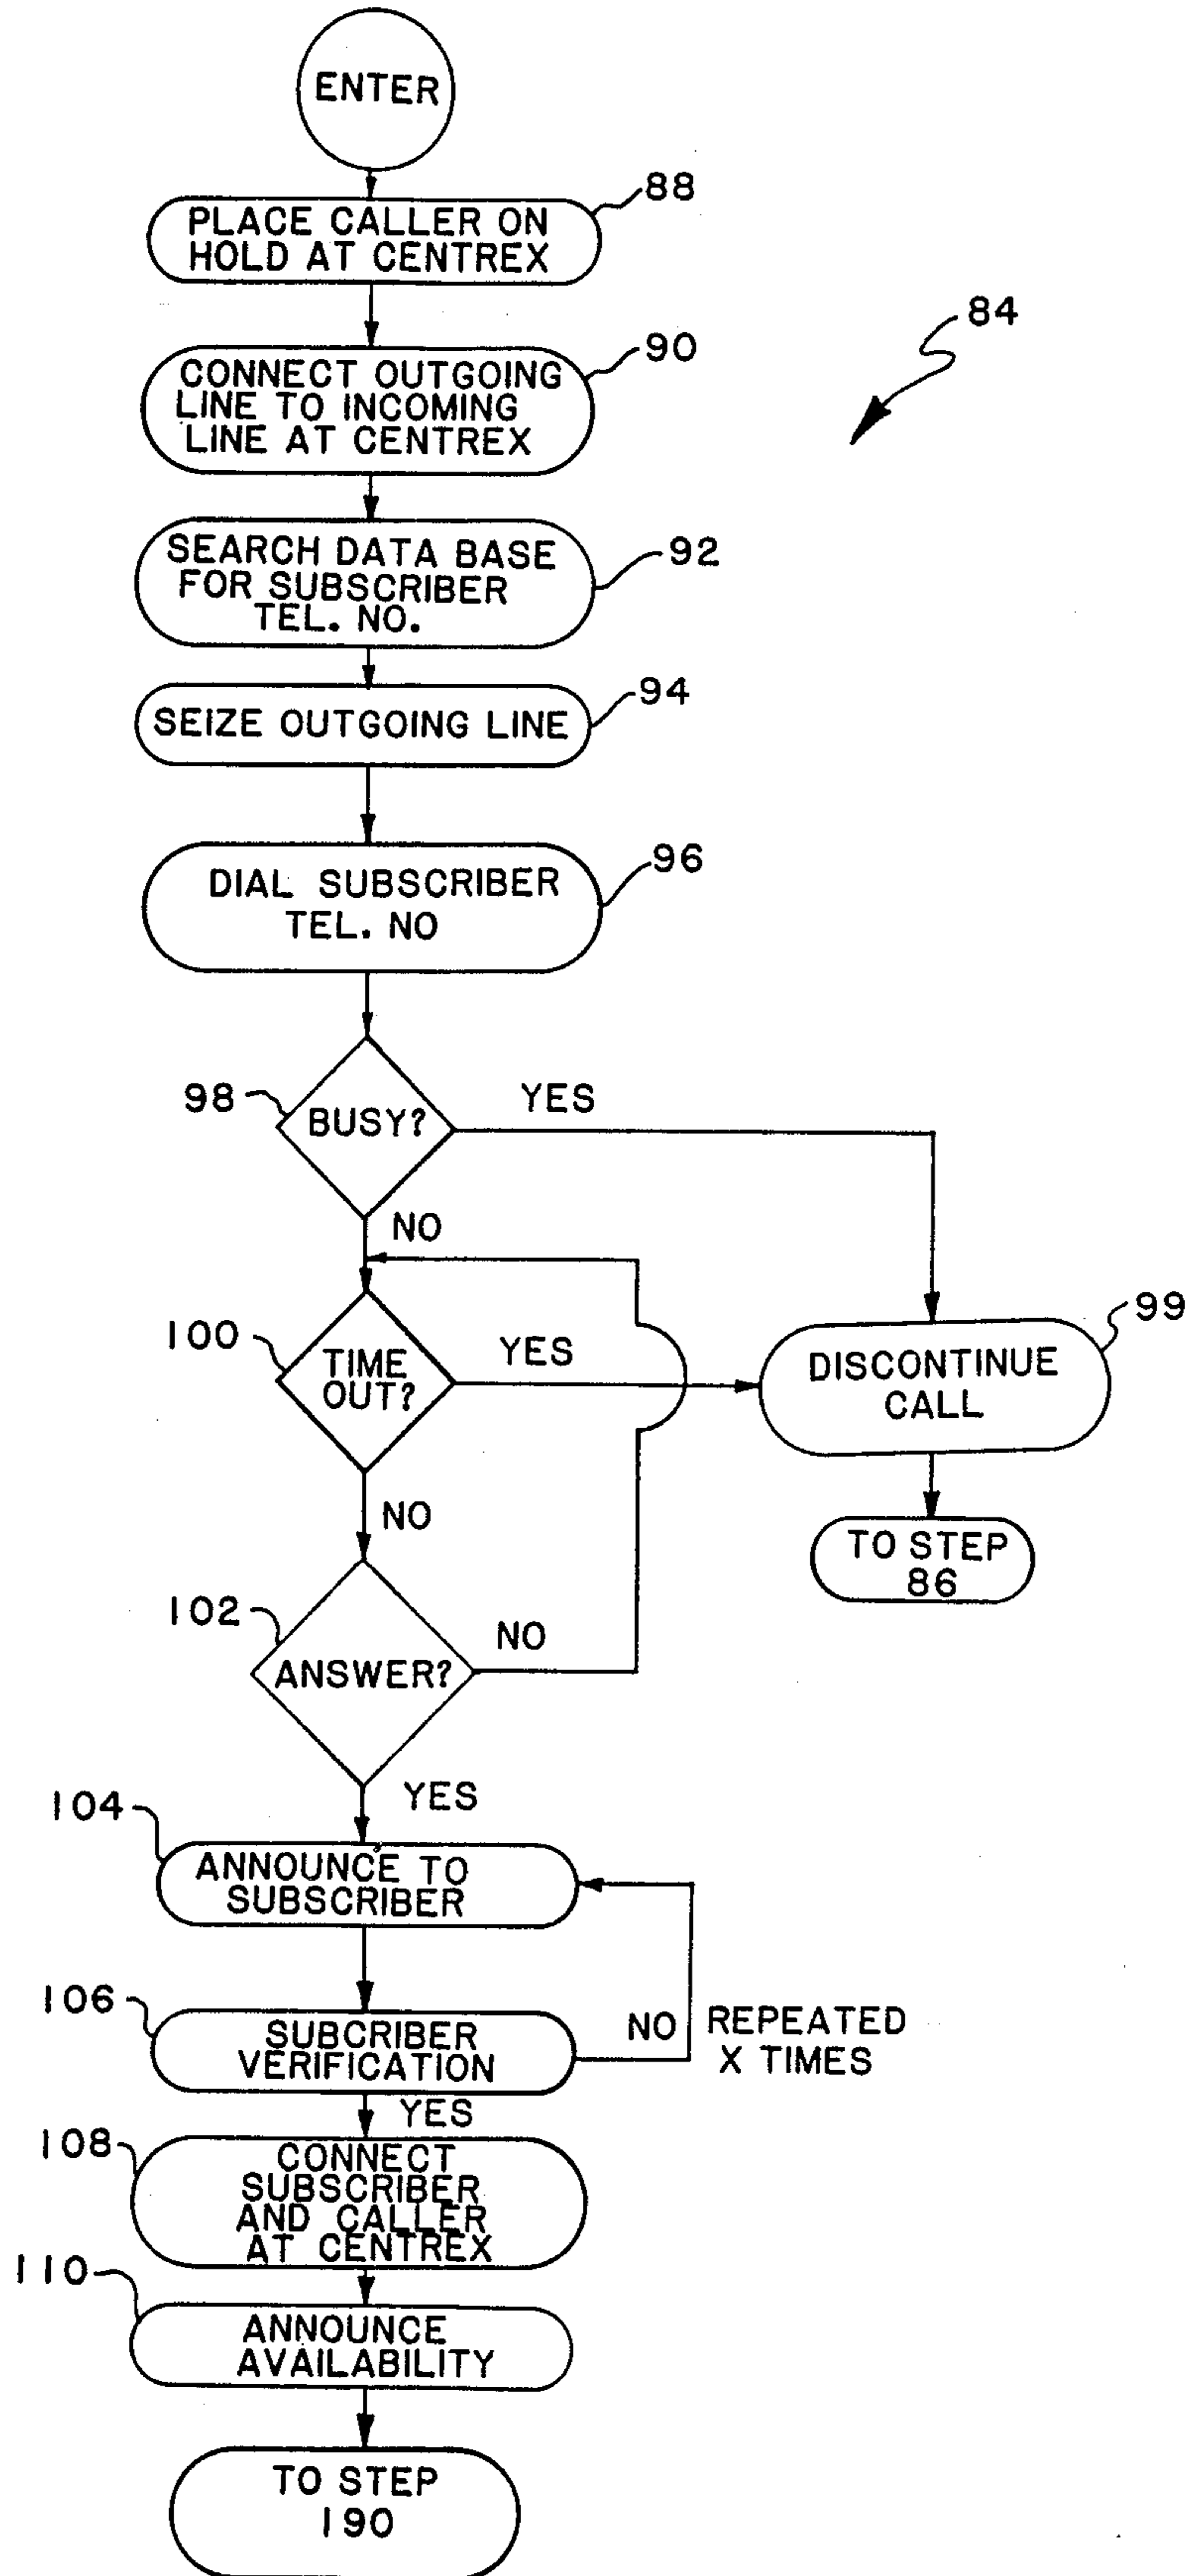 ENTER
88
PLACE CALLER ON
HOLD AT CENTREX
84
90
CONNECT OUTGOING
LINE TO INCOMING
LINE AT CENTREX
92
SEARCH DATA BASE
FOR SUBSCRIBER
TEL. NO.
94
SEIZE OUTGOING LINE
96
DIAL SUBSCRIBER
TEL. NO
98
BUSY?
YES
NO
99
100
TIME
OUT?
YES
DISCONTINUE
CALL
NO
TO STEP
86
102
ANSWER?
NO
YES
104
ANNOUNCE TO
SUBSCRIBER
106
SUBCRIBER
VERIFICATION
NO
REPEATED
X TIMES
YES
108
CONNECT
SUBSCRIBER
AND CALLER
AT CENTREX
110
ANNOUNCE
AVAILABILITY
TO STEP
190